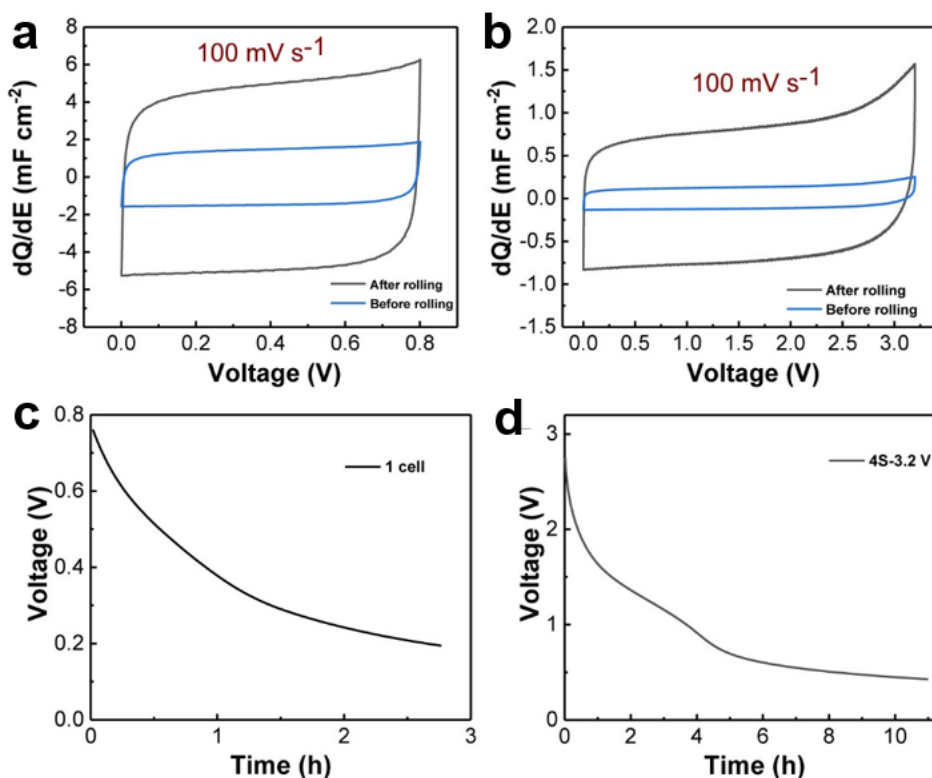 a
100 mV s-1
dQ/dE (mF cm-2)
8
6
4
2
0
-2
-4
-6
-8
After rolling
Before rolling
0.0 0.2 0.4 0.6 0.8
Voltage (V)
b
100 mV s-1
dQ/dE (mF cm-2)
2.0
1.5
1.0
0.5
0.0
-0.5
-1.0
-1.5
After rolling
Before rolling
0.0 0.5 1.0 1.5 2.0 2.5 3.0
Voltage (V)
c
Voltage (V)
0.8
0.6
0.4
0.2
0.0
1 cell
0 1 2 3
Time (h)
d
Voltage (V)
3
2
1
0
4S-3.2 V
0 2 4 6 8 10
Time (h)